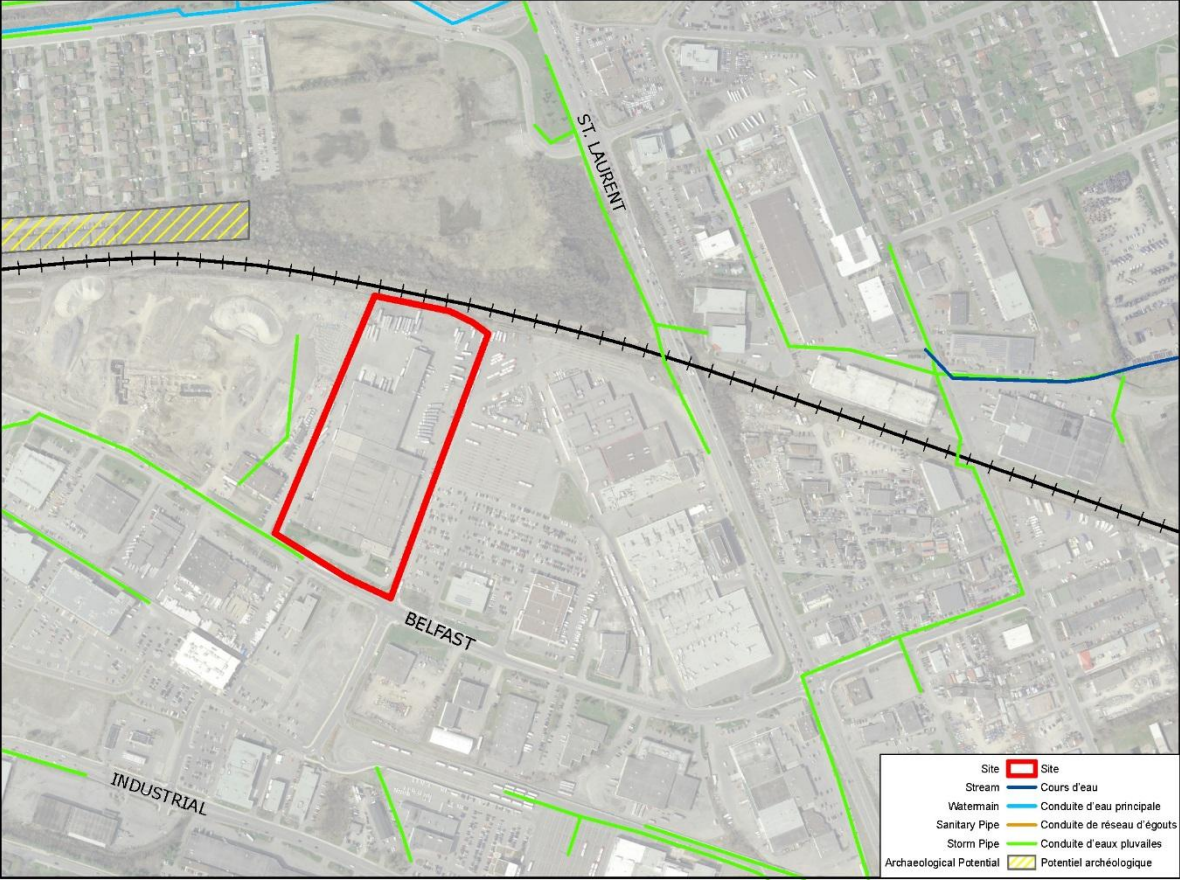 ST. LAURENT
BELFAST
INDUSTRIAL
Site Site
Stream Cours d'eau
Watermain Conduite d'eau principale
Sanitary Pipe Conduite de réseau d'égouts
Storm Pipe Conduite d'eaux pluvailes
Archaeological Potential Potentiel archéologique